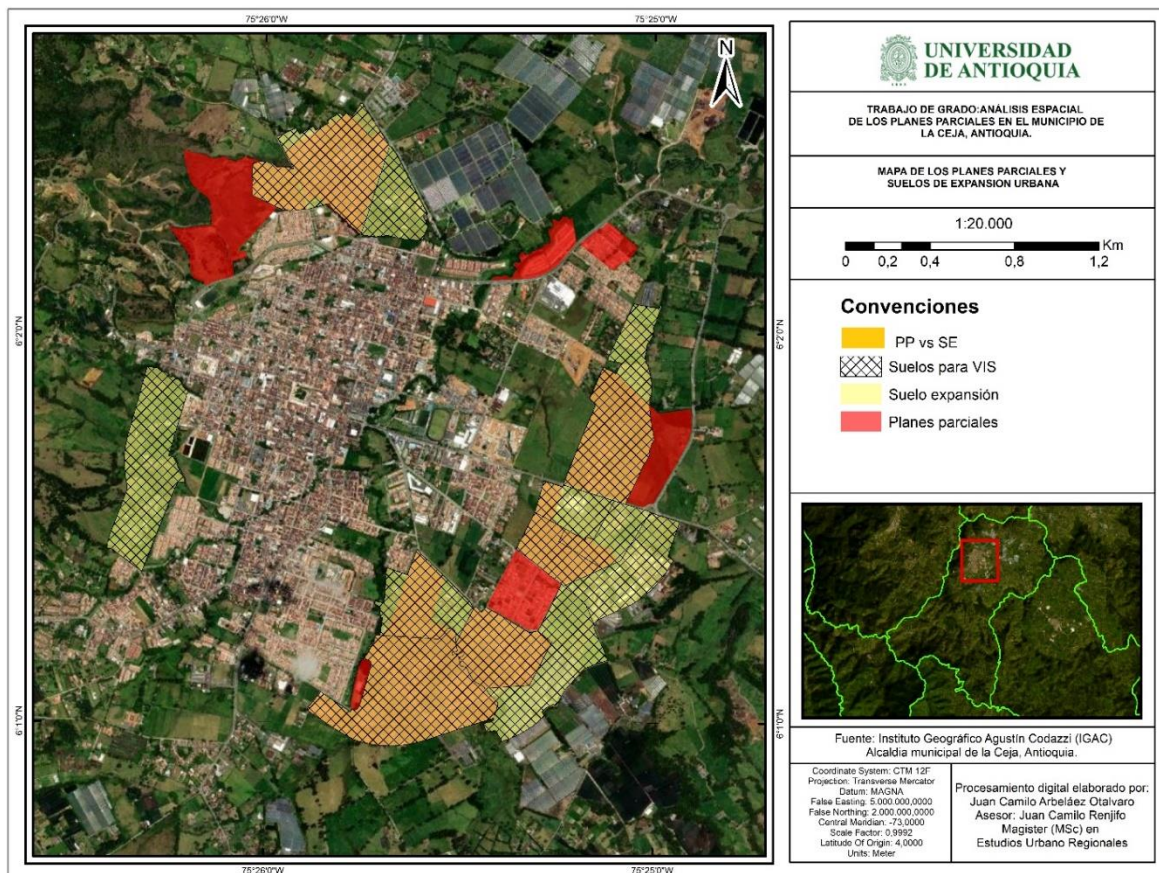 75°26'0"W
75°25'0"W
N
6°2'0"N
6°2'0"N
6°1'0"N
6°1'0"N
75°26'0"W
75°25'0"W
UNIVERSIDAD
DE ANTIOQUIA
TRABAJO DE GRADO:ANÁLISIS ESPACIAL
DE LOS PLANES PARCIALES EN EL MUNICIPIO DE
LA CEJA, ANTIOQUIA.
MAPA DE LOS PLANES PARCIALES Y
SUELOS DE EXPANSION URBANA
1:20.000
Km
0 0,2 0,4 0,8 1,2
Convenciones
PP vs SE
Suelos para VIS
Suelo expansión
Planes parciales
Fuente: Instituto Geográfico Agustín Codazzi (IGAC)
Alcaldia municipal de la Ceja, Antioquia.
Coordinate System: CTM 12F
Projection: Transverse Mercator
Datum: MAGNA
False Easting: 5.000.000,0000
False Northing: 2.000.000,0000
Central Meridian: -73,0000
Scale Factor: 0,9992
Latitude Of Origin: 4,0000
Units: Meter
Procesamiento digital elaborado por:
Juan Camilo Arbeláez Otalvaro
Asesor: Juan Camilo Renjifo
Magister (MSc) en
Estudios Urbano Regionales